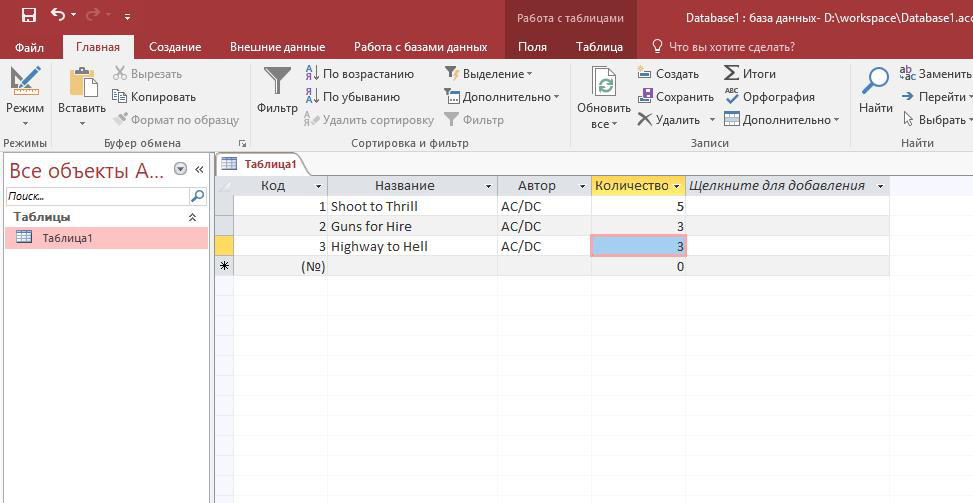 Работа с таблицами
Database1 : база данных- D:\workspace\Database1.acc
Файл Главная Создание Внешние данные Работа с базами данных Поля Таблица Что вы хотите сделать?
Режим
Режимы
Вставить
Вырезать
Копировать
Формат по образцу
Буфер обмена
Фильтр
По возрастанию
По убыванию
Удалить сортировку
Выделение
Дополнительно
Фильтр
Сортировка и фильтр
Обновить
все
Создать
Сохранить
Удалить
Итоги
Орфография
Дополнительно
Записи
Найти
Заменить
Перейти
Выбрать
Найти
Все объекты A...
Поиск...
Таблицы
Таблица1
Таблица1
Код Название Автор Количество Щелкните для добавления
1 Shoot to Thrill AC/DC 5
2 Guns for Hire AC/DC 3
3 Highway to Hell AC/DC 3
* (№) 0